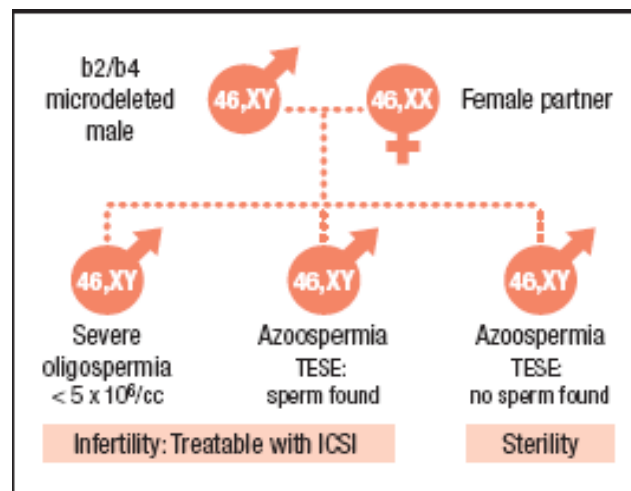 b2/b4
microdeleted
male
46,XY
46,XX
Female partner
46,XY
46,XY
46,XY
Severe
oligospermia
< 5 x 10⁶/cc
Azoospermia
TESE:
sperm found
Azoospermia
TESE:
no sperm found
Infertility: Treatable with ICSI
Sterility